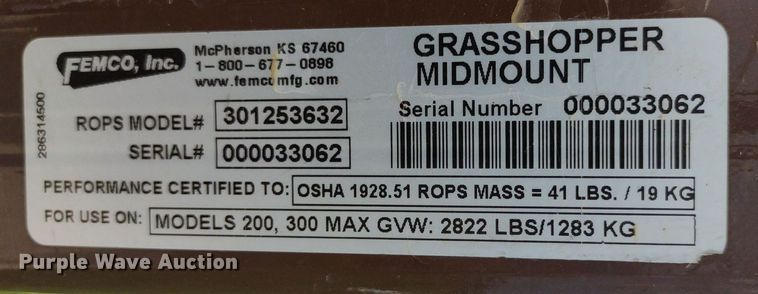 FEMCO, Inc.
McPherson KS 67460
1-800-677-0898
www.femcomfg.com
GRASSHOPPER
MIDMOUNT
286314500
ROPS MODEL# 301253632
SERIAL# 000033062
Serial Number 000033062
PERFORMANCE CERTIFIED TO: OSHA 1928.51 ROPS MASS = 41 LBS. / 19 KG
FOR USE ON: MODELS 200, 300 MAX GVW: 2822 LBS/1283 KG
Purple Wave Auction